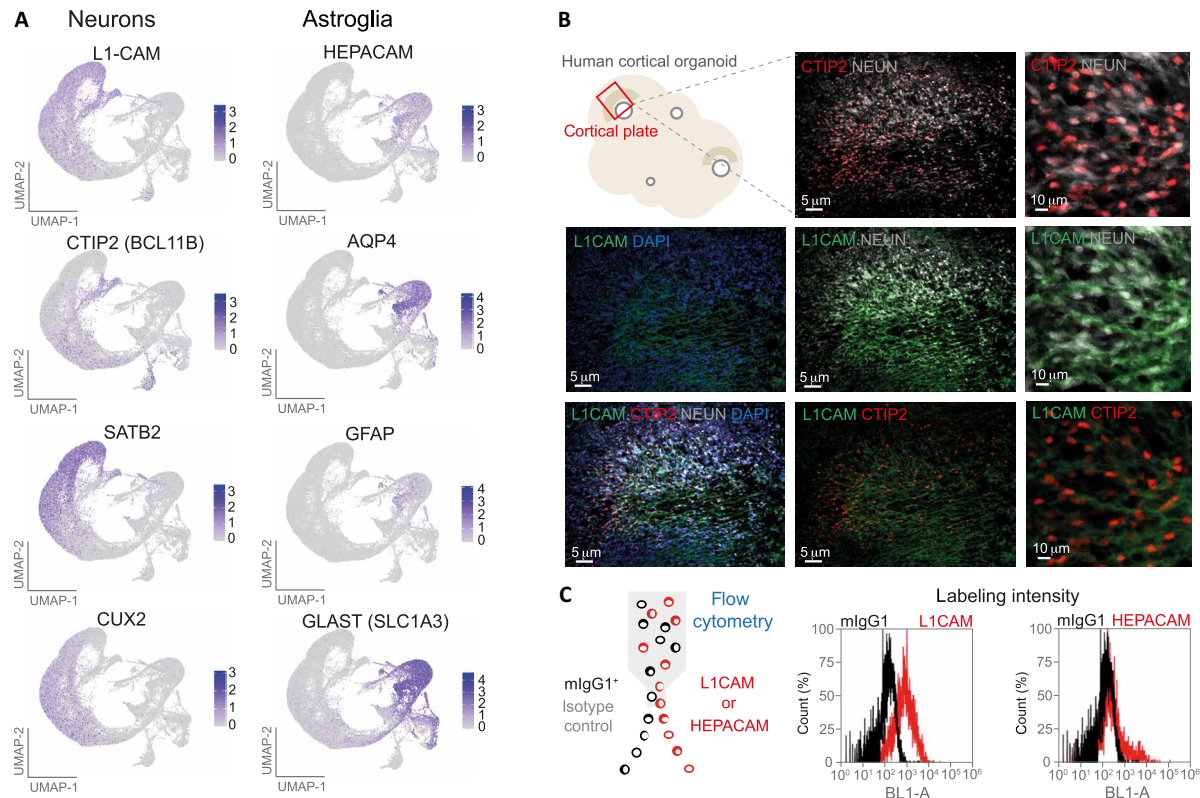 A
Neurons
Astroglia
L1-CAM
HEPACAM
3
2
1
0
3
2
1
0
UMAP-2
UMAP-1
UMAP-2
UMAP-1
CTIP2 (BCL11B)
AQP4
3
2
1
0
4
3
2
1
0
UMAP-2
UMAP-1
UMAP-2
UMAP-1
SATB2
GFAP
3
2
1
0
4
3
2
1
0
UMAP-2
UMAP-1
UMAP-2
UMAP-1
CUX2
GLAST (SLC1A3)
3
2
1
0
4
3
2
1
0
UMAP-2
UMAP-1
UMAP-2
UMAP-1
B
Human cortical organoid
Cortical plate
CTIP2 NEUN
5 μm
CTIP2 NEUN
10 μm
L1CAM DAPI
5 μm
L1CAM NEUN
5 μm
L1CAM NEUN
10 μm
L1CAM CTIP2 NEUN DAPI
5 μm
L1CAM CTIP2
5 μm
L1CAM CTIP2
10 μm
C
Flow
cytometry
mIgG1⁺
Isotype
control
L1CAM
or
HEPACAM
Labeling intensity
mIgG1 L1CAM
Count (%)
100
75
50
25
0
10⁰ 10² 10³ 10⁴ 10⁵ 10⁶
BL1-A
mIgG1 HEPACAM
Count (%)
100
75
50
25
0
10⁰ 10² 10³ 10⁴ 10⁵ 10⁶
BL1-A